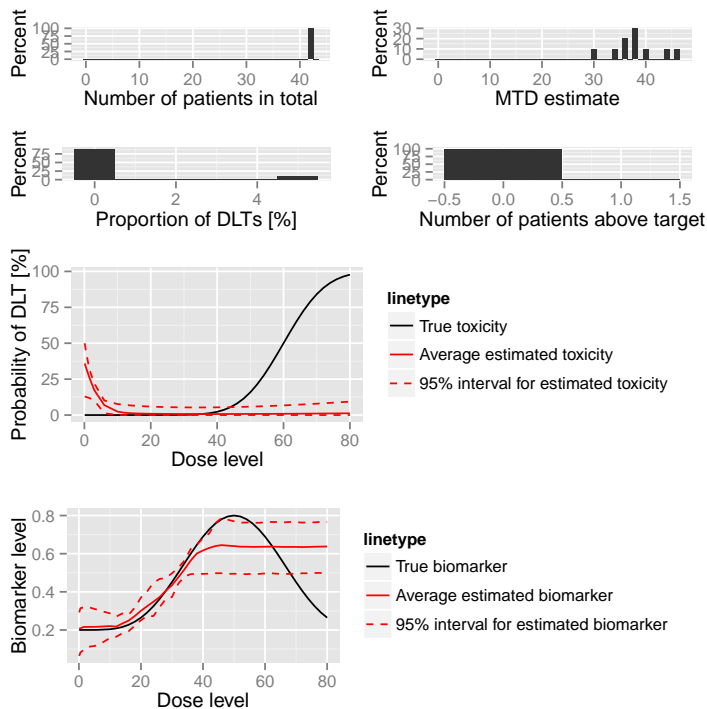 Percent
100
75
50
25
0
0 10 20 30 40
Number of patients in total
Percent
30
20
10
0
0 10 20 30 40
MTD estimate
Percent
75
50
25
0
0 2 4
Proportion of DLTs [%]
Percent
100
75
50
25
0
−0.5 0.0 0.5 1.0 1.5
Number of patients above target
Probability of DLT [%]
100
75
50
25
0
0 20 40 60 80
Dose level
linetype
True toxicity
Average estimated toxicity
95% interval for estimated toxicity
Biomarker level
0.8
0.6
0.4
0.2
0 20 40 60 80
Dose level
linetype
True biomarker
Average estimated biomarker
95% interval for estimated biomarker